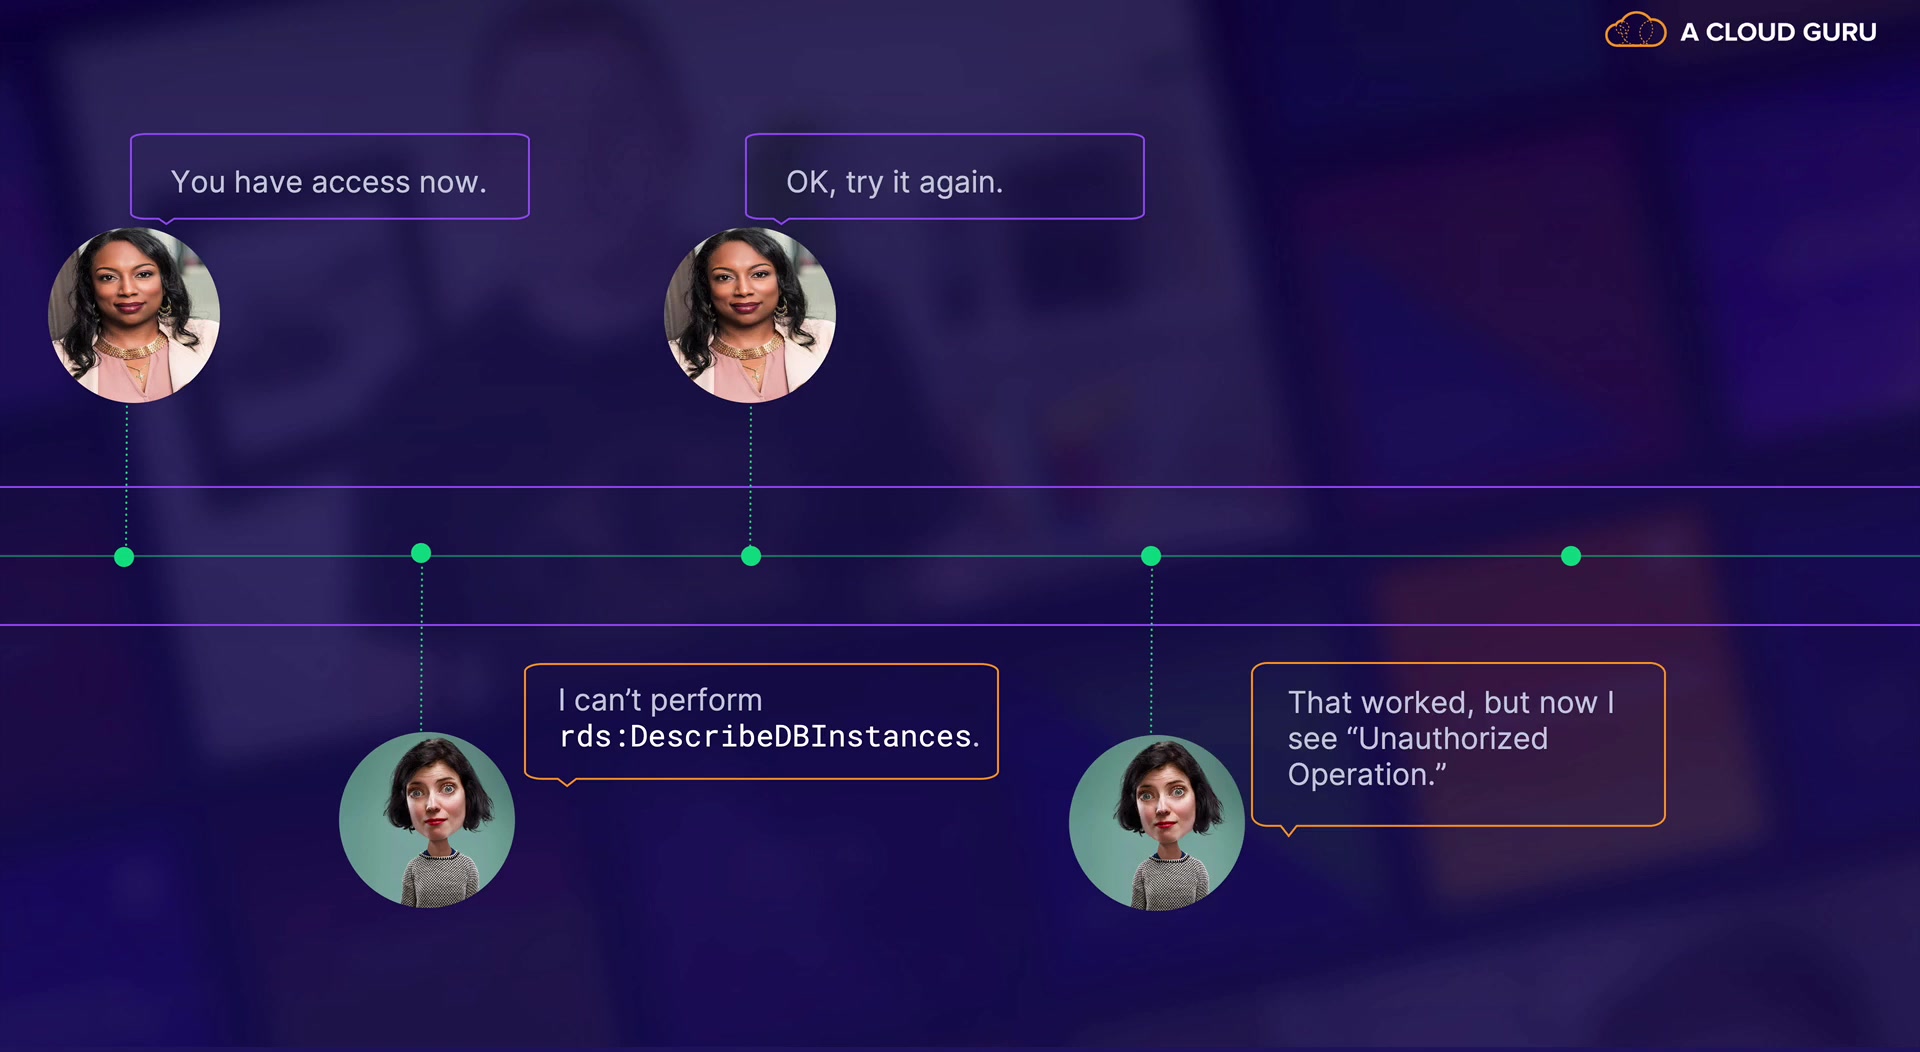 A CLOUD GURU
You have access now.
OK, try it again.
I can’t perform
rds:DescribeDBInstances.
That worked, but now I
see “Unauthorized
Operation.”